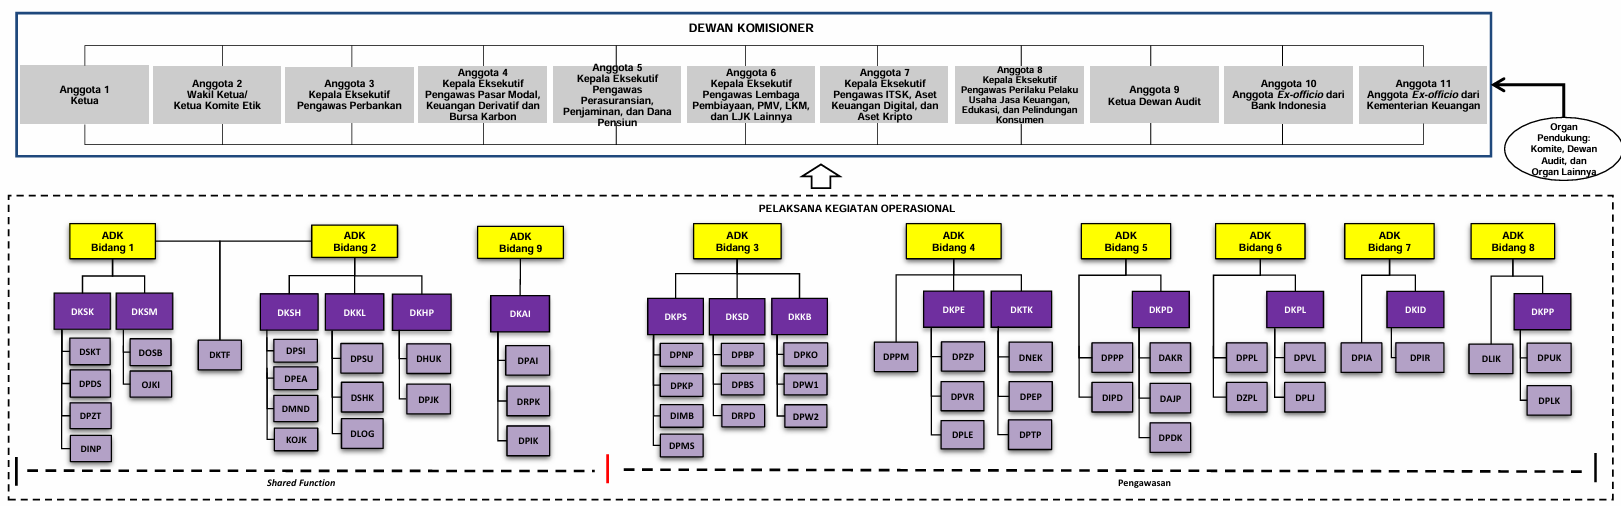 DEWAN KOMISIONER
Anggota 1
Ketua
Anggota 2
Wakil Ketua/
Ketua Komite Etik
Anggota 3
Kepala Eksekutif
Pengawas Perbankan
Anggota 4
Kepala Eksekutif
Pengawas Pasar Modal,
Keuangan Derivatif dan
Bursa Karbon
Anggota 5
Kepala Eksekutif
Pengawas
Perasuransian,
Penjaminan, dan Dana
Pensiun
Anggota 6
Kepala Eksekutif
Pengawas Lembaga
Pembiayaan, PMV, LKM,
dan LJK Lainnya
Anggota 7
Kepala Eksekutif
Pengawas ITSK, Aset
Keuangan Digital, dan
Aset Kripto
Anggota 8
Kepala Eksekutif
Pengawas Perilaku Pelaku
Usaha Jasa Keuangan,
Edukasi, dan Pelindungan
Konsumen
Anggota 9
Ketua Dewan Audit
Anggota 10
Anggota Ex-officio dari
Bank Indonesia
Anggota 11
Anggota Ex-officio dari
Kementerian Keuangan
Organ
Pendukung:
Komite, Dewan
Audit, dan
Organ Lainnya
PELAKSANA KEGIATAN OPERASIONAL
ADK
Bidang 1
DKSK
DSKT
DPDS
DPZT
DINP
DKSM
DOSB
OJKI
DKTF
ADK
Bidang 2
DKSH
DPSI
DPEA
DMND
KOJK
DKKL
DPSU
DSHK
DLOG
DKHP
DHUK
DPJK
ADK
Bidang 9
DKAI
DPAI
DRPK
DPIK
ADK
Bidang 3
DKPS
DPNP
DPKP
DIMB
DPMS
DKSD
DPBP
DPBS
DRPD
DKKB
DPKO
DPW1
DPW2
ADK
Bidang 4
DPPM
DKPE
DPZP
DPVR
DPLE
DKTK
DNEK
DPEP
DPTP
ADK
Bidang 5
DPPP
DIPD
DKPD
DAKR
DAJP
DPDK
ADK
Bidang 6
DPPL
DZPL
DKPL
DPVL
DPLJ
ADK
Bidang 7
DPIA
DKID
DPIR
ADK
Bidang 8
DLIK
DKPP
DPUK
DPLK
Shared Function
Pengawasan